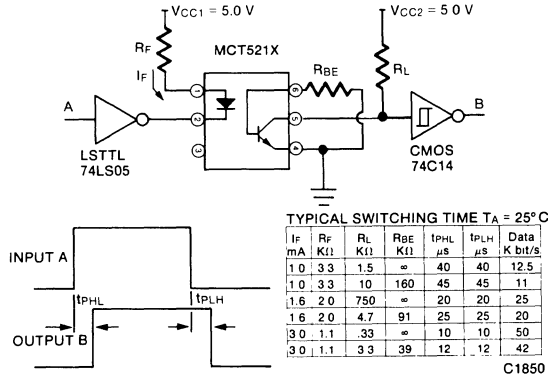 VCC1 = 5.0 V
VCC2 = 5 0 V
RF
MCT521X
IF
RBE
RL
A
B
1
2
3
6
5
4
LSTTL
74LS05
CMOS
74C14
TYPICAL SWITCHING TIME TA = 25°C
IF mA RF KΩ RL KΩ RBE KΩ tPHL µs tPLH µs Data K bit/s
1 0 3 3 1.5 ∞ 40 40 12.5
1 0 3 3 10 160 45 45 11
1.6 2 0 750 ∞ 20 20 25
1.6 2 0 4.7 91 25 25 20
3 0 1.1 .33 ∞ 10 10 50
3 0 1.1 3 3 39 12 12 42
INPUT A
tPHL
tPLH
OUTPUT B
C1850